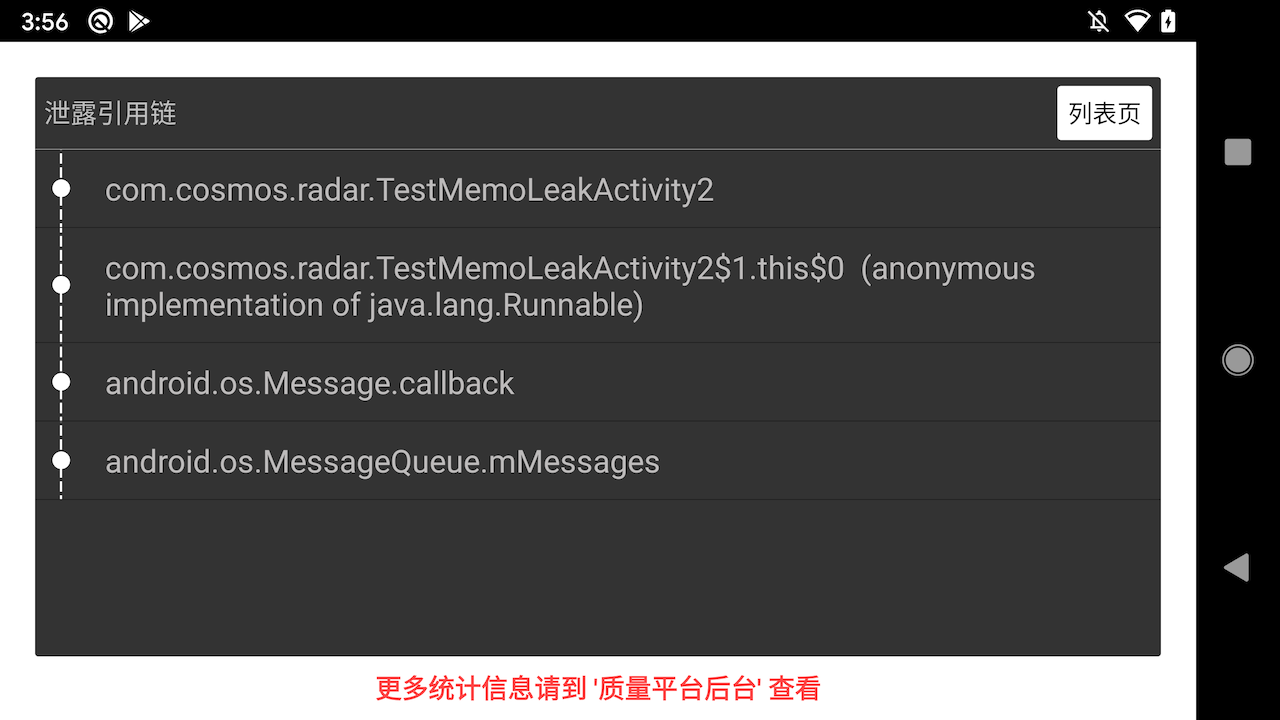 3:56
泄露引用链
列表页
com.cosmos.radar.TestMemoLeakActivity2
com.cosmos.radar.TestMemoLeakActivity2$1.this$0 (anonymous
implementation of java.lang.Runnable)
android.os.Message.callback
android.os.MessageQueue.mMessages
更多统计信息请到 '质量平台后台' 查看